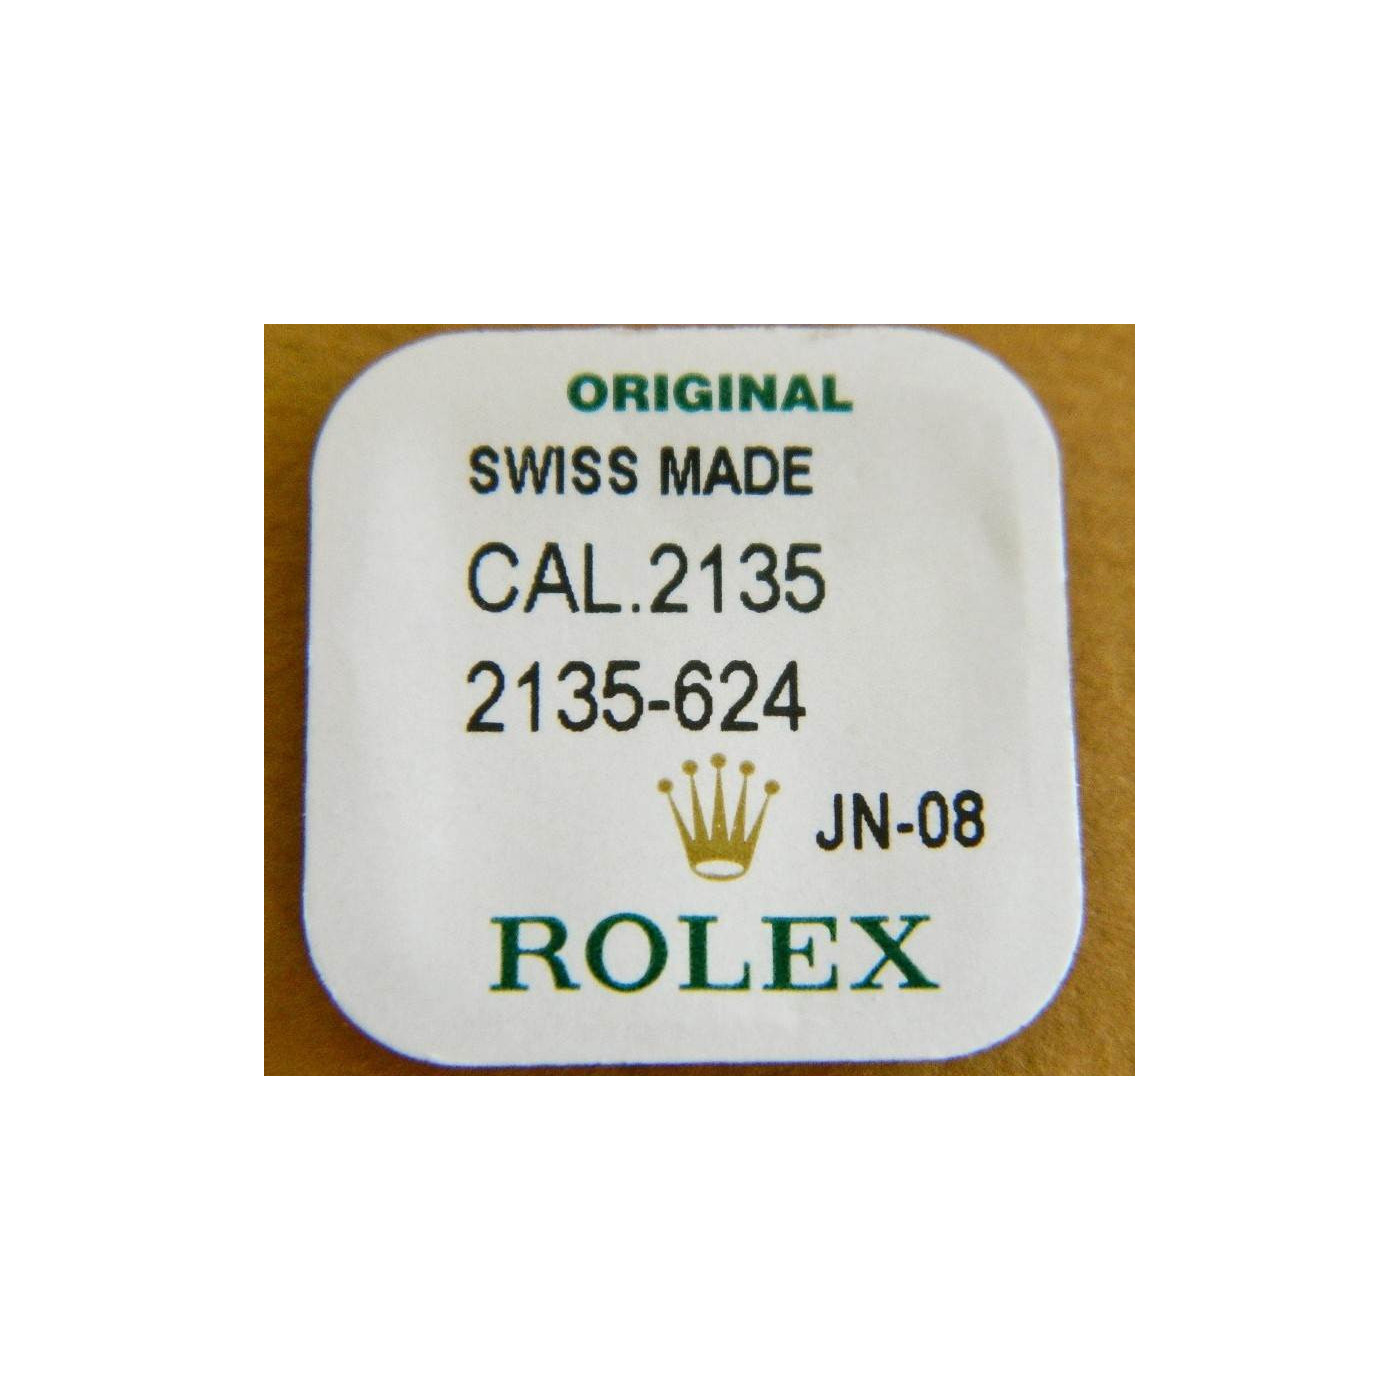 ORIGINAL
SWISS MADE
CAL.2135
2135-624
JN-08
ROLEX